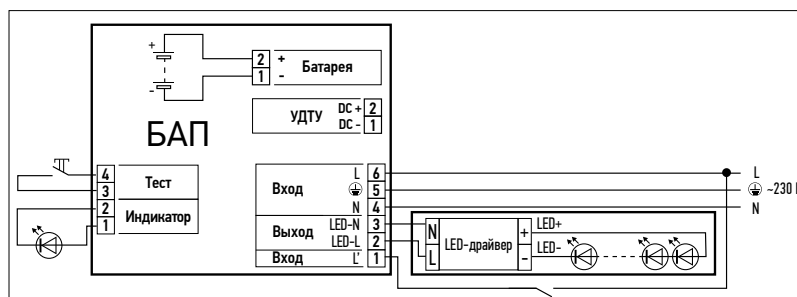 +
-
2 + Батарея
1 -
БАП
УДТУ DC + 2
DC - 1
4 Тест
3
2 Индикатор
1
Вход L 6 L
5 ~230
N 4 N
Выход LED-N 3
LED-L 2
Вход L' 1
N LED-драйвер + LED+
L - LED-